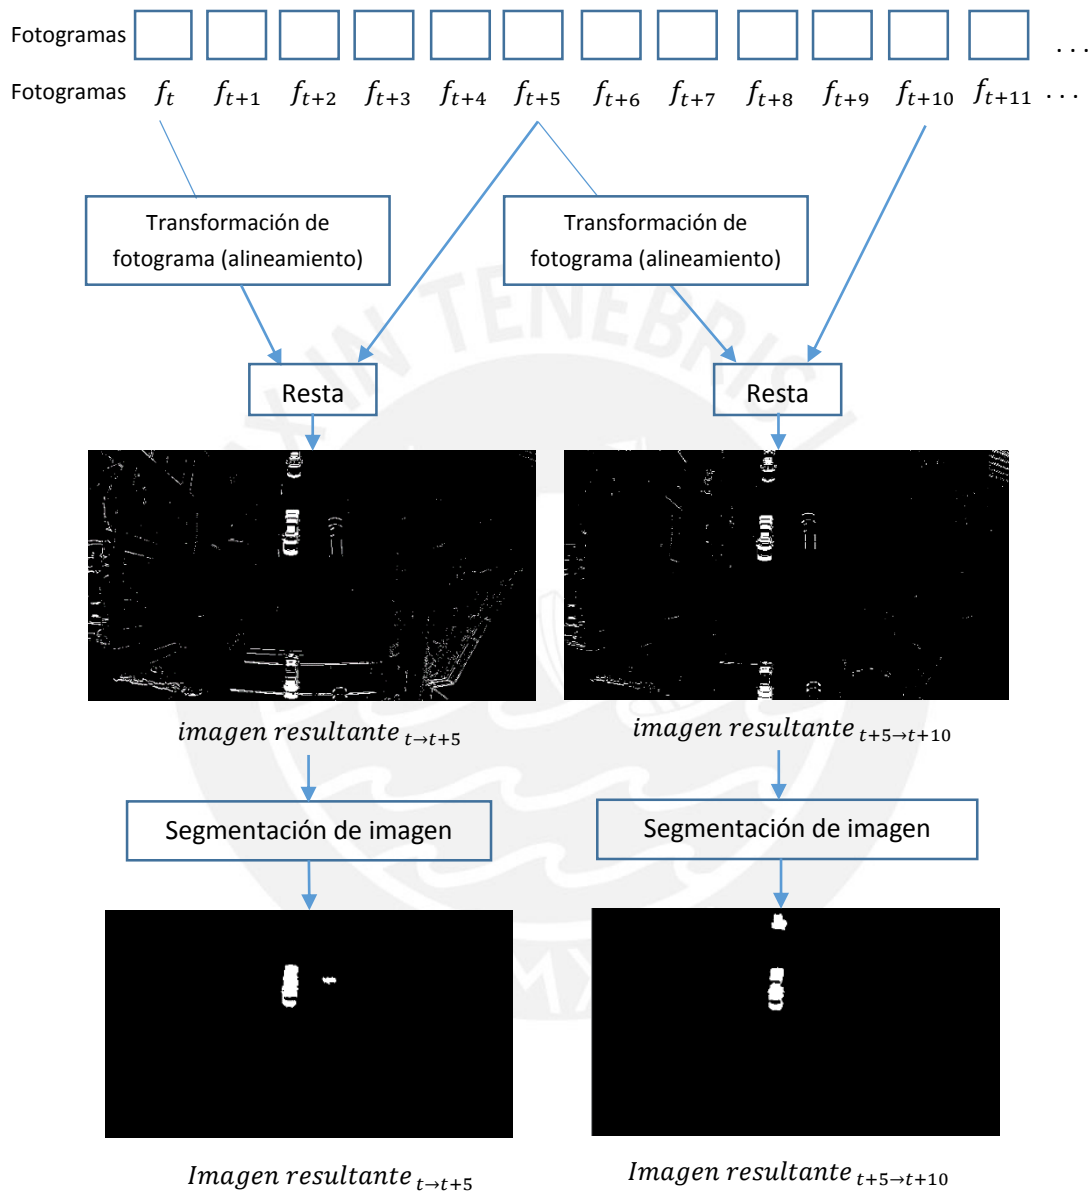 Fotogramas . . .
Fotogramas f_t f_{t+1} f_{t+2} f_{t+3} f_{t+4} f_{t+5} f_{t+6} f_{t+7} f_{t+8} f_{t+9} f_{t+10} f_{t+11} . . .
Transformación de
fotograma (alineamiento)
Transformación de
fotograma (alineamiento)
Resta
Resta
imagen resultante_{t→t+5}
imagen resultante_{t+5→t+10}
Segmentación de imagen
Segmentación de imagen
Imagen resultante_{t→t+5}
Imagen resultante_{t+5→t+10}